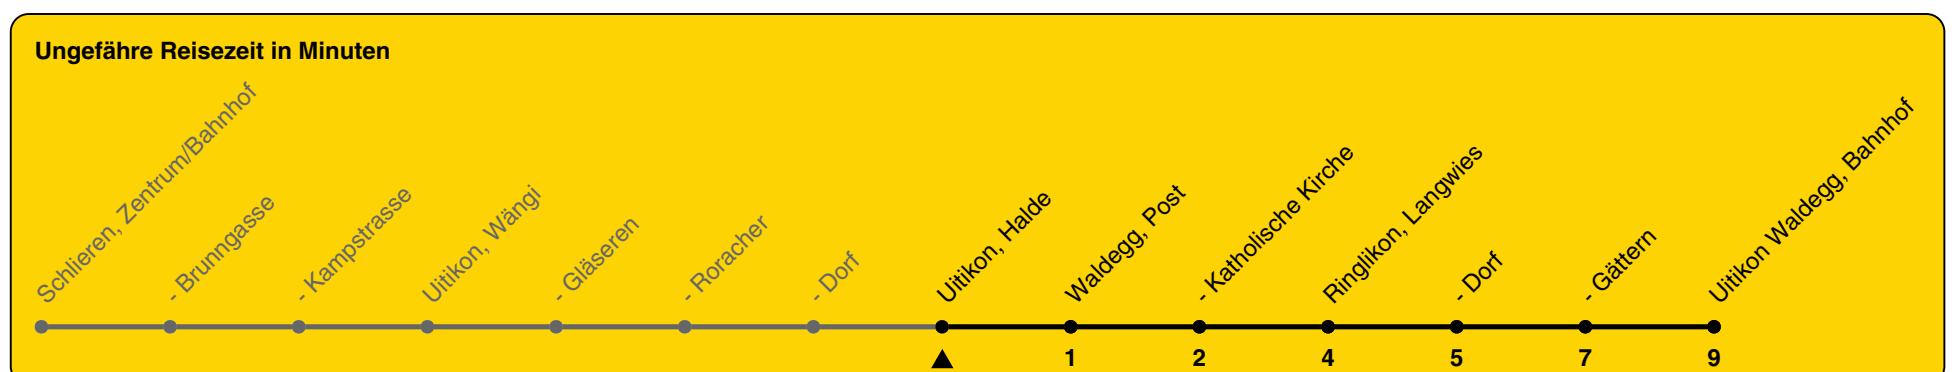 Ungefähre Reisezeit in Minuten
Schlieren, Zentrum/Bahnhof
- Brunngasse
- Kampstrasse
Uitikon, Wängi
- Gläseren
- Roracher
- Dorf
Uitikon, Halde
Waldegg, Post
- Katholische Kirche
Ringlikon, Langwies
- Dorf
- Gättern
Uitikon Waldegg, Bahnhof
1 2 4 5 7 9